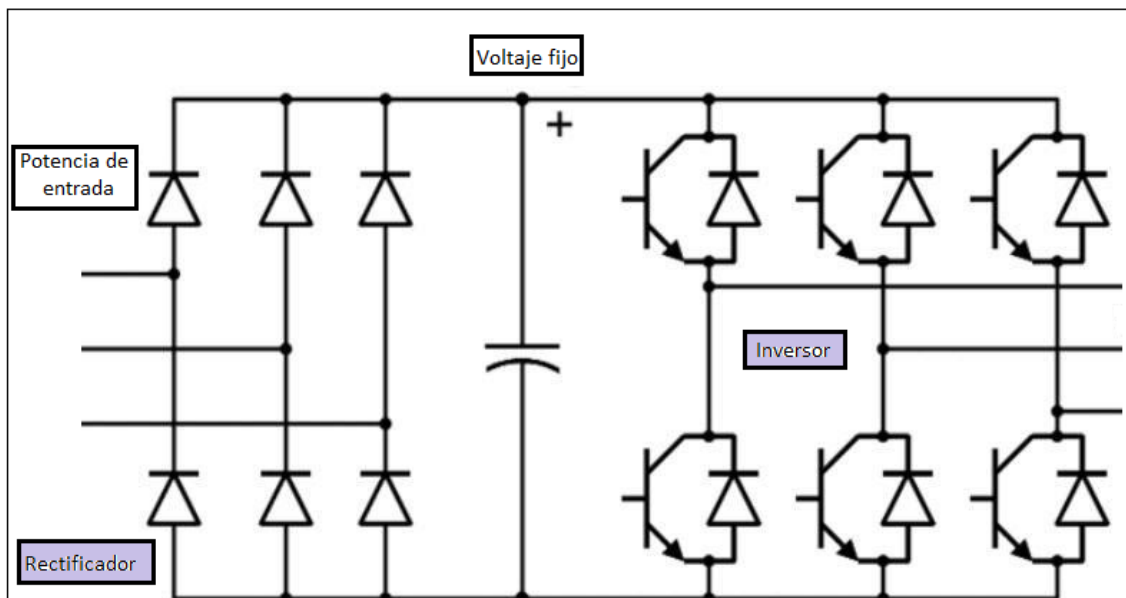 Voltaje fijo
+
Potencia de
entrada
Inversor
Rectificador